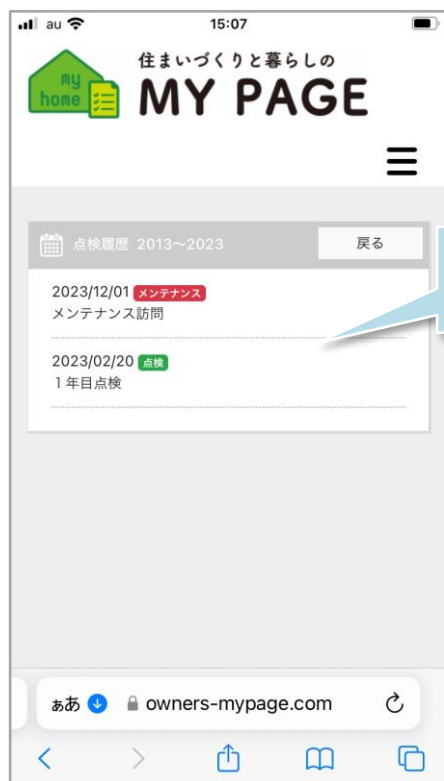 au 15:07
my
home
住まいづくりと暮らしの
MY PAGE
点検履歴 2013～2023 戻る
2023/12/01 メンテナンス
メンテナンス訪問
2023/02/20 点検
1年目点検
ぁあ owners-mypage.com